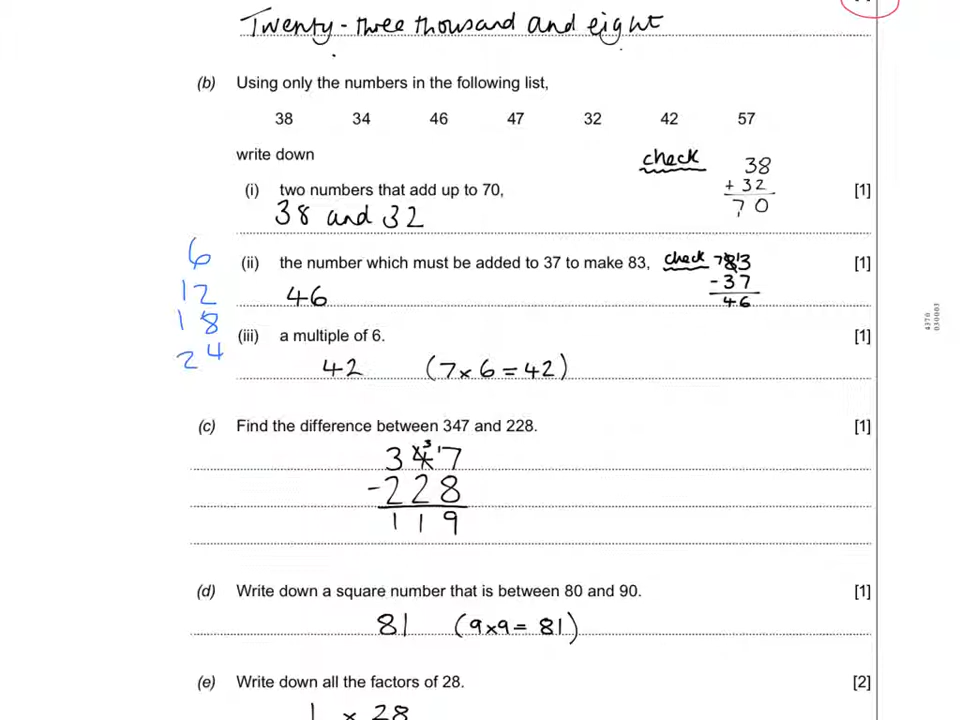 Twenty-three thousand and eight
(b) Using only the numbers in the following list,
38 34 46 47 32 42 57
write down
check 38
+ 32
70
(i) two numbers that add up to 70, [1]
38 and 32
6
12
18
24
(ii) the number which must be added to 37 to make 83, [1]
check 783
- 37
46
46
(iii) a multiple of 6. [1]
42 (7 x 6 = 42)
4370
030003
(c) Find the difference between 347 and 228. [1]
347
- 228
119
(d) Write down a square number that is between 80 and 90. [1]
81 (9x9 = 81)
(e) Write down all the factors of 28. [2]
1 x 28